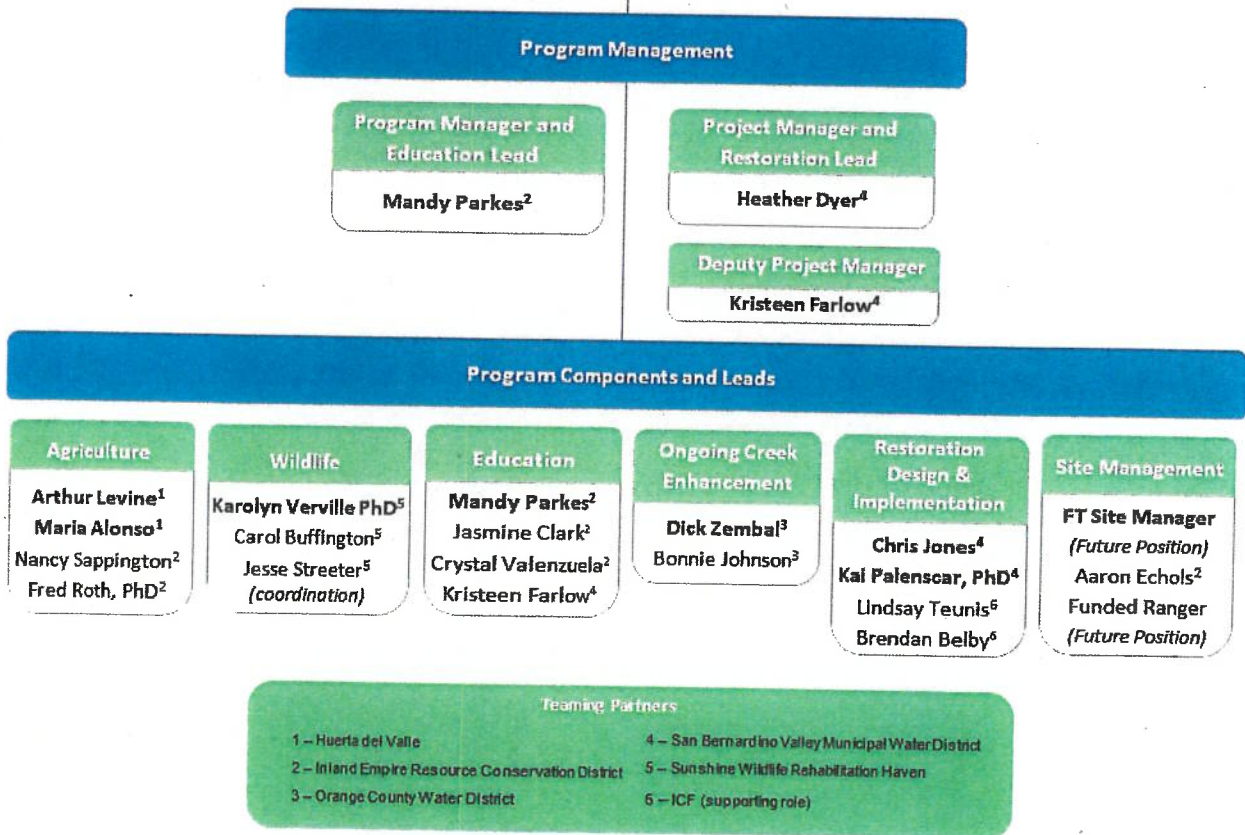 Program Management
Program Manager and
Education Lead
Mandy Parkes²
Project Manager and
Restoration Lead
Heather Dyer⁴
Deputy Project Manager
Kristeen Farlow⁴
Program Components and Leads
Agriculture
Arthur Levine¹
Maria Alonso¹
Nancy Sappington²
Fred Roth, PhD²
Wildlife
Karolyn Verville PhD⁵
Carol Buffington⁵
Jesse Streeter⁵
(coordination)
Education
Mandy Parkes²
Jasmine Clark²
Crystal Valenzuela²
Kristeen Farlow⁴
Ongoing Creek
Enhancement
Dick Zembal³
Bonnie Johnson³
Restoration
Design &
Implementation
Chris Jones⁴
Kai Palenscar, PhD⁴
Lindsay Teunis⁶
Brendan Belby⁶
Site Management
FT Site Manager
(Future Position)
Aaron Echols²
Funded Ranger
(Future Position)
Teaming Partners
1 – Huerta del Valle
2 – Inland Empire Resource Conservation District
3 – Orange County Water District
4 – San Bernardino Valley Municipal Water District
5 – Sunshine Wildlife Rehabilitation Haven
6 – ICF (supporting role)